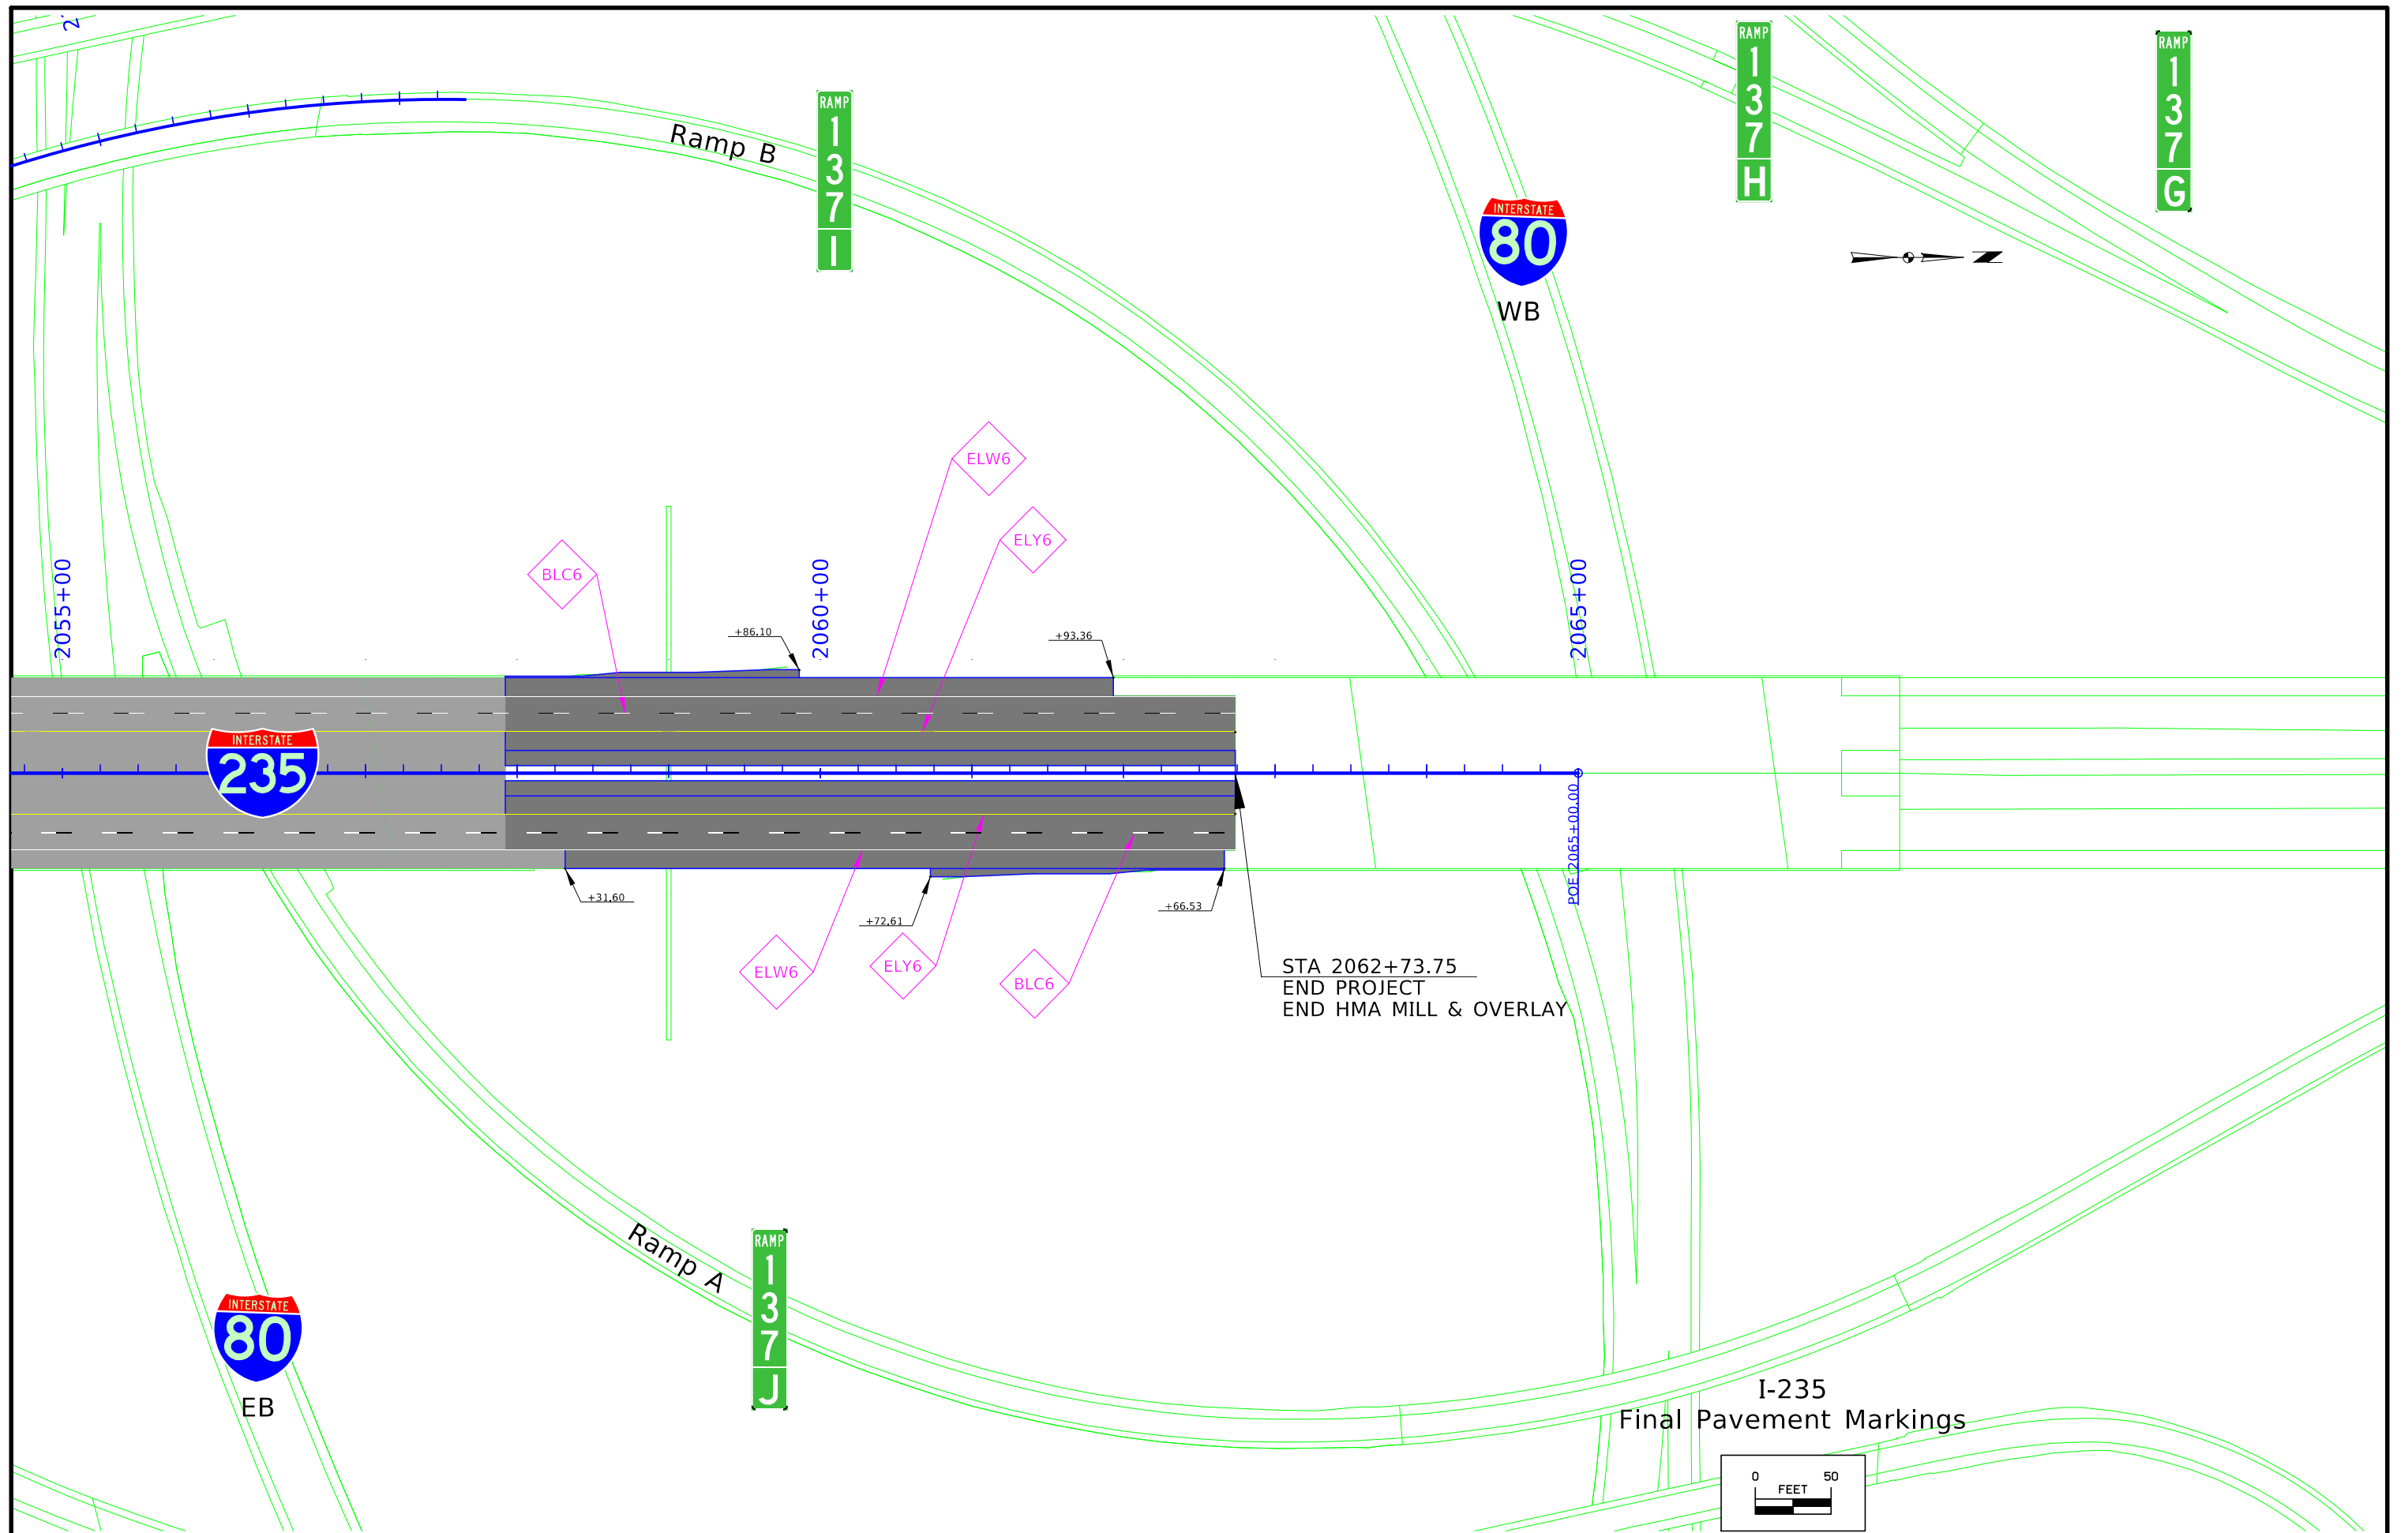 2
RAMP
1
3
7
H
RAMP
1
3
7
G
RAMP
1
3
7
I
Ramp B
INTERSTATE
80
WB
N
ELW6
ELY6
BLC6
2055+00
2060+00
2065+00
+86.10
+93.36
INTERSTATE
235
POE 2065+00.00
+31.60
+72.61
+66.53
ELW6
ELY6
BLC6
STA 2062+73.75
END PROJECT
END HMA MILL & OVERLAY
Ramp A
RAMP
1
3
7
J
INTERSTATE
80
EB
I-235
Final Pavement Markings
0 50
FEET